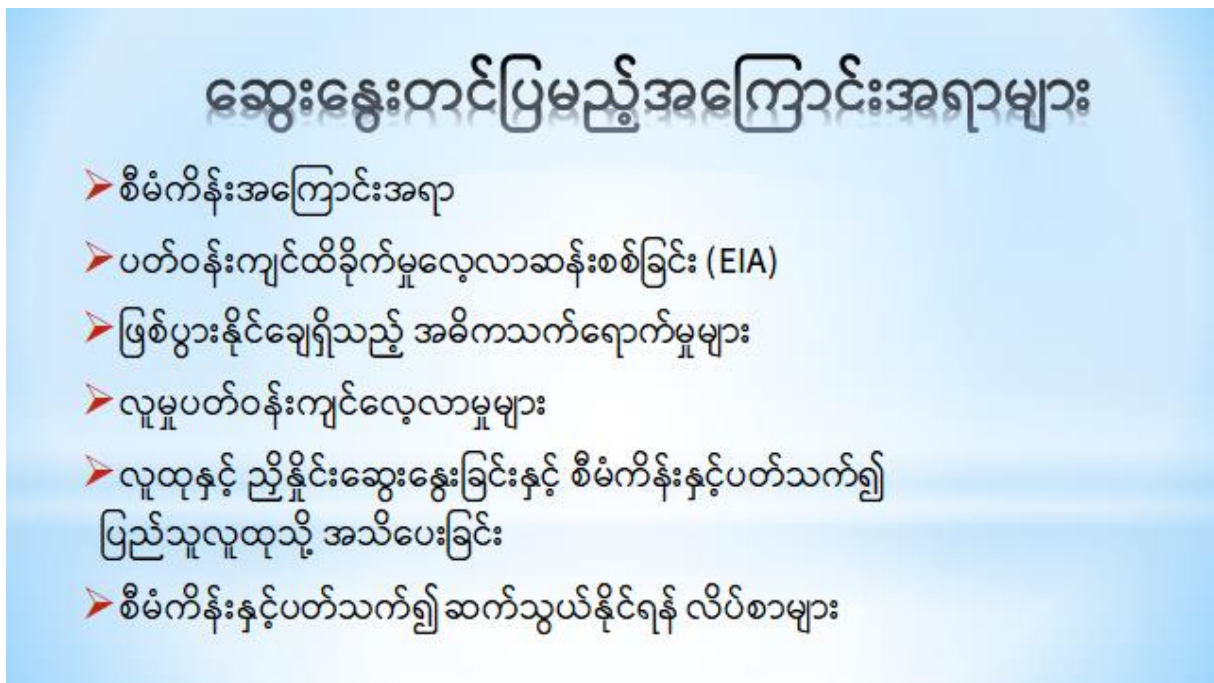 ဆွေးနွေးတင်ပြမည့်အကြောင်းအရာများ
စီမံကိန်းအကြောင်းအရာ
ပတ်ဝန်းကျင်ထိခိုက်မှုလေ့လာဆန်းစစ်ခြင်း (EIA)
ဖြစ်ပွားနိုင်ချေရှိသည့် အဓိကသက်ရောက်မှုများ
လူမှုပတ်ဝန်းကျင်လေ့လာမှုများ
လူထုနှင့် ညှိနှိုင်းဆွေးနွေးခြင်းနှင့် စီမံကိန်းနှင့်ပတ်သက်၍
ပြည်သူလူထုသို့ အသိပေးခြင်း
စီမံကိန်းနှင့်ပတ်သက်၍ ဆက်သွယ်နိုင်ရန် လိပ်စာများ